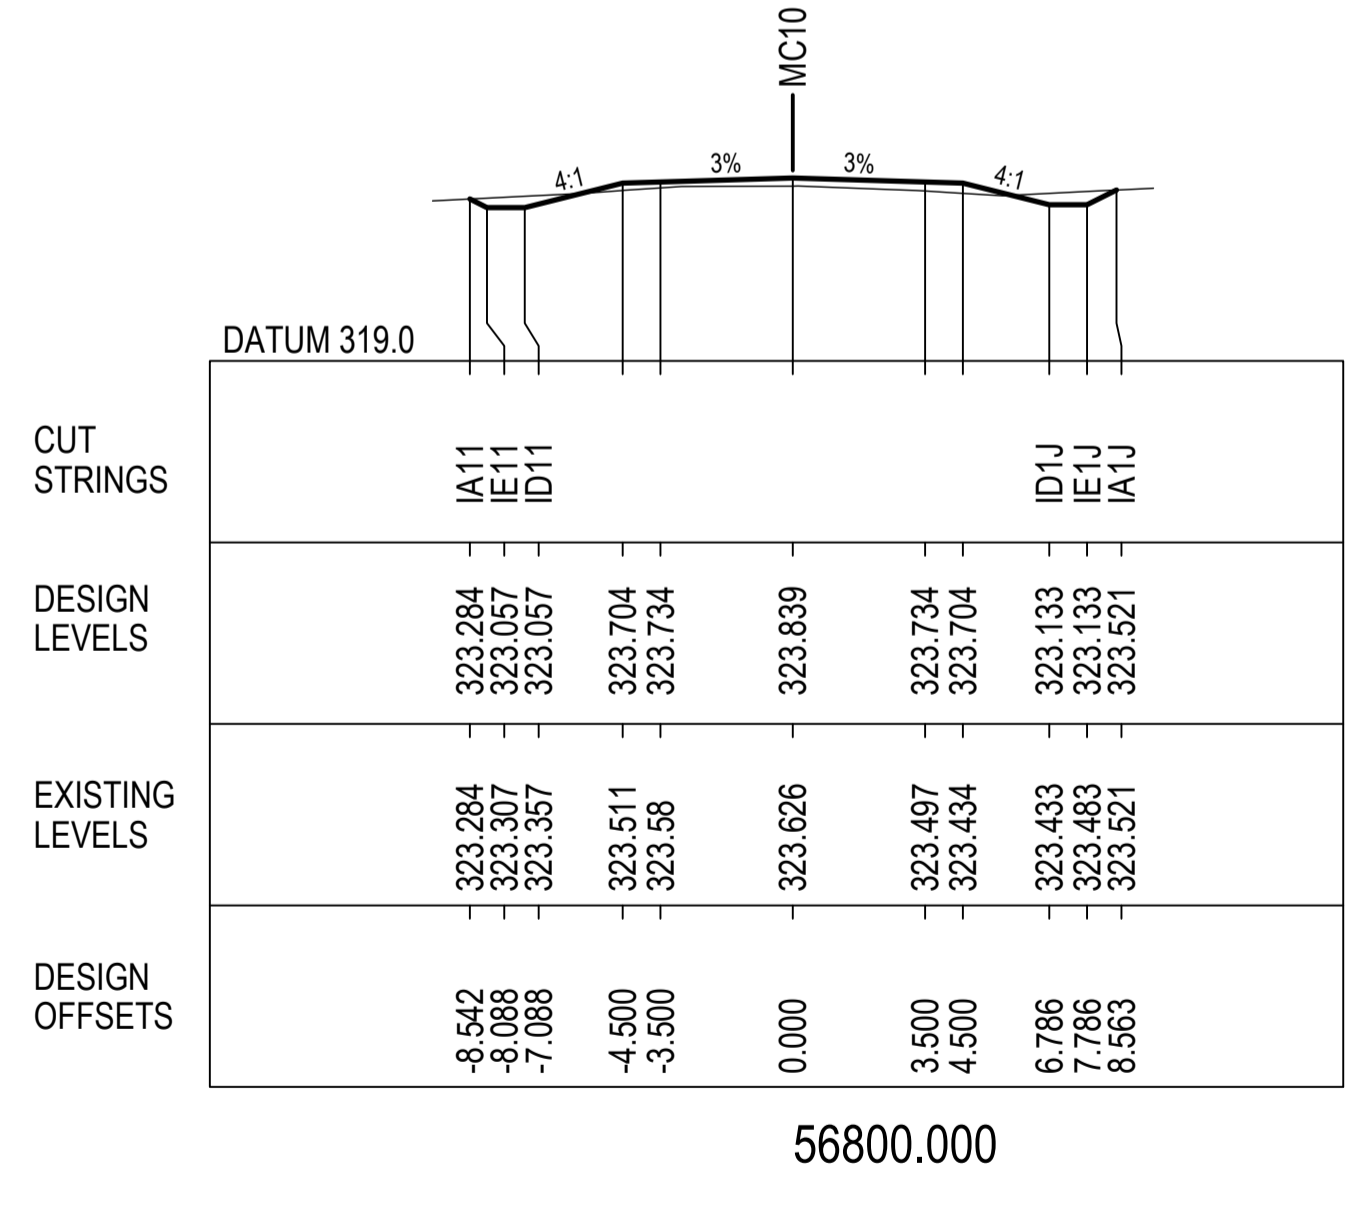 MC10
4:1
3%
3%
4:1
DATUM 319.0
CUT
STRINGS
IA11
IE11
ID11
ID1J
IE1J
IA1J
DESIGN
LEVELS
323.284
323.057
323.057
323.704
323.734
323.839
323.734
323.704
323.133
323.133
323.521
EXISTING
LEVELS
323.284
323.307
323.357
323.511
323.58
323.626
323.497
323.434
323.433
323.483
323.521
DESIGN
OFFSETS
-8.542
-8.088
-7.088
-4.500
-3.500
0.000
3.500
4.500
6.786
7.786
8.563
56800.000